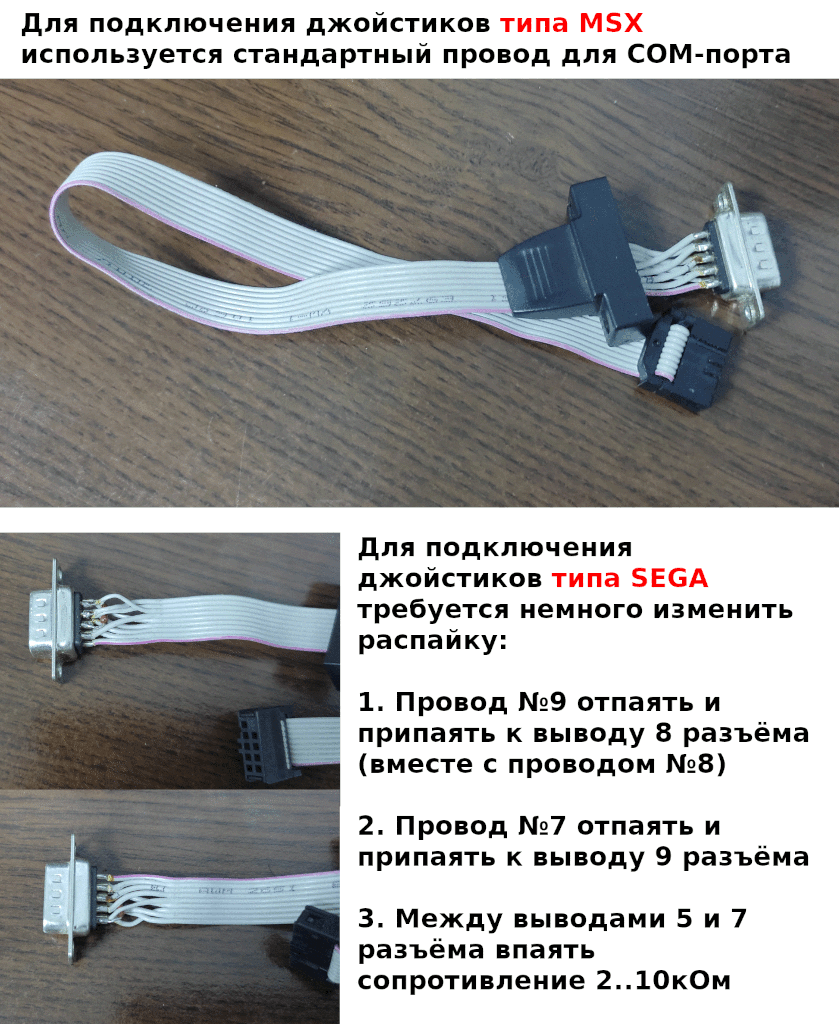 Для подключения джойстиков типа MSX
используется стандартный провод для COM-порта
Для подключения
джойстиков типа SEGA
требуется немного изменить
распайку:
1. Провод №9 отпаять и
припаять к выводу 8 разъёма
(вместе с проводом №8)
2. Провод №7 отпаять и
припаять к выводу 9 разъёма
3. Между выводами 5 и 7
разъёма впаять
сопротивление 2..10кОм